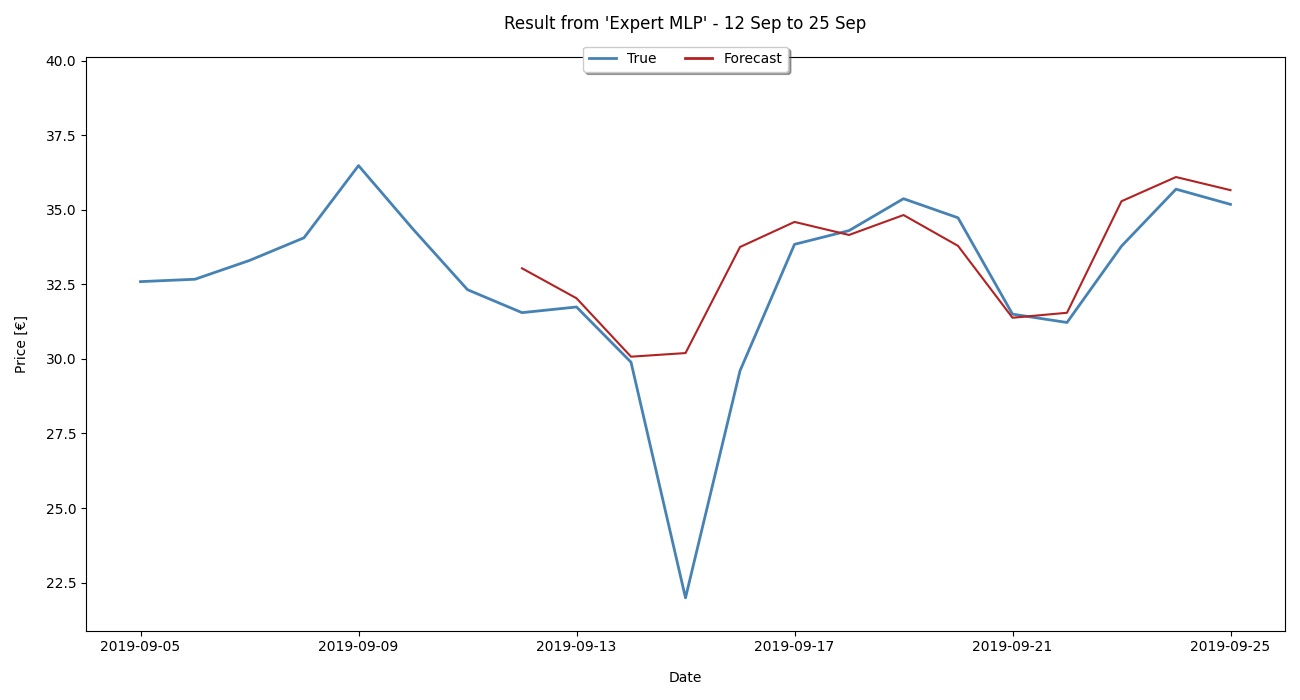 Result from 'Expert MLP' - 12 Sep to 25 Sep
True Forecast
40.0
37.5
35.0
32.5
30.0
27.5
25.0
22.5
Price [€]
2019-09-05 2019-09-09 2019-09-13 2019-09-17 2019-09-21 2019-09-25
Date